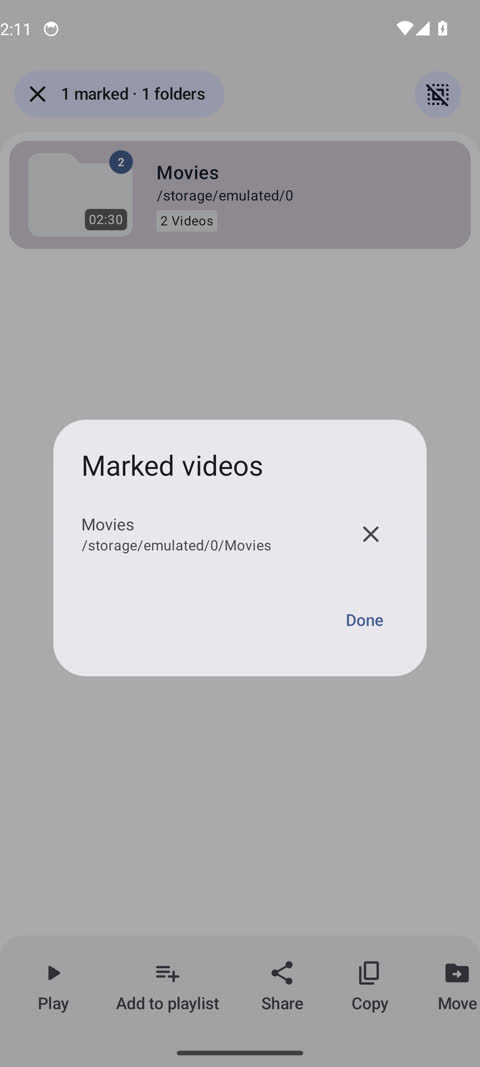 2:11
1 marked · 1 folders
2
02:30
Movies
/storage/emulated/0
2 Videos
Marked videos
Movies
/storage/emulated/0/Movies
Done
Play
Add to playlist
Share
Copy
Move